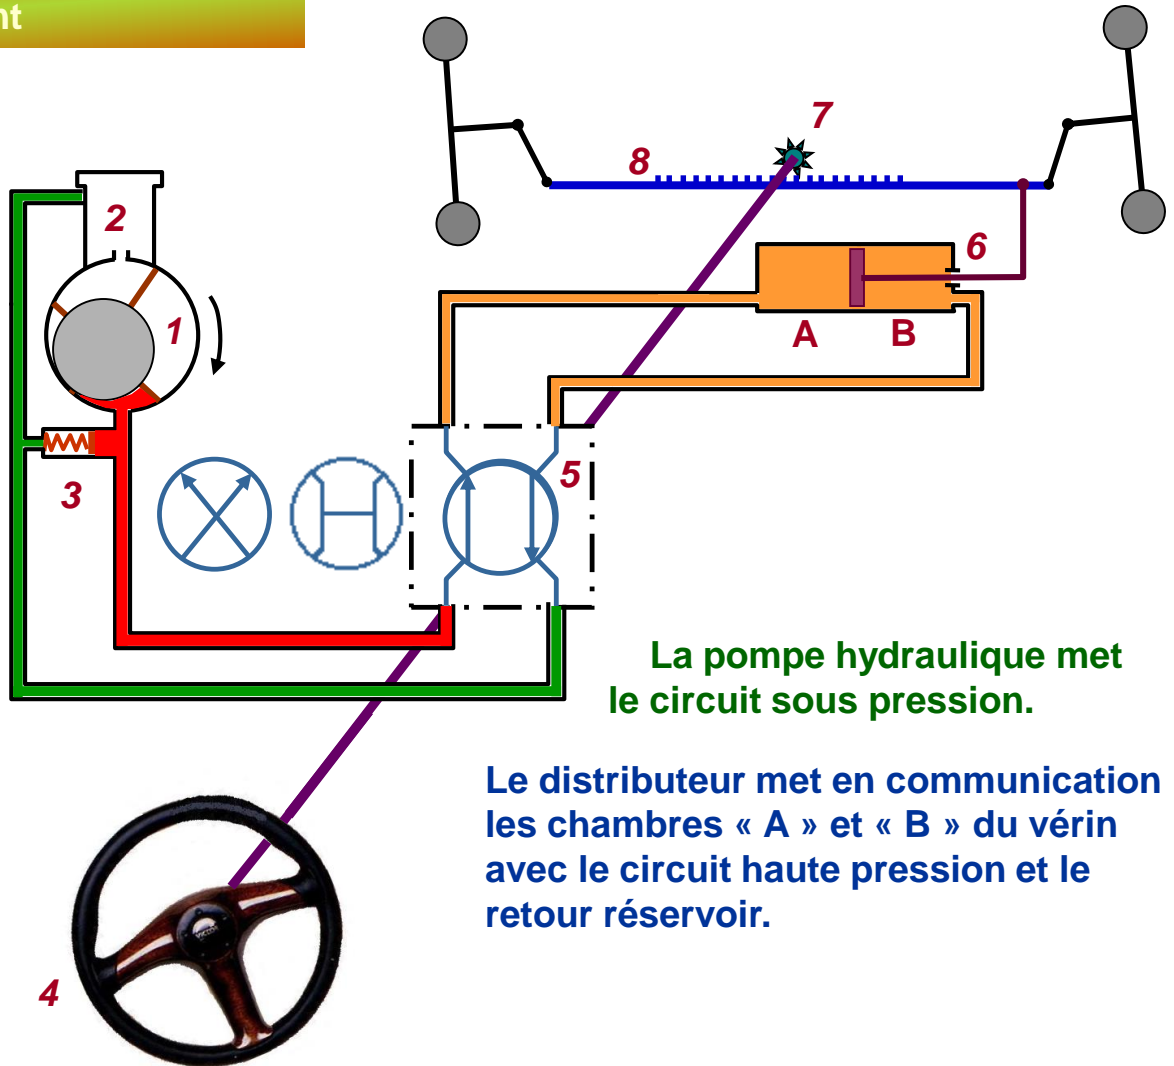 nt
7
8
2
6
1
A B
5
3
La pompe hydraulique met
le circuit sous pression.
Le distributeur met en communication
les chambres « A » et « B » du vérin
avec le circuit haute pression et le
retour réservoir.
4